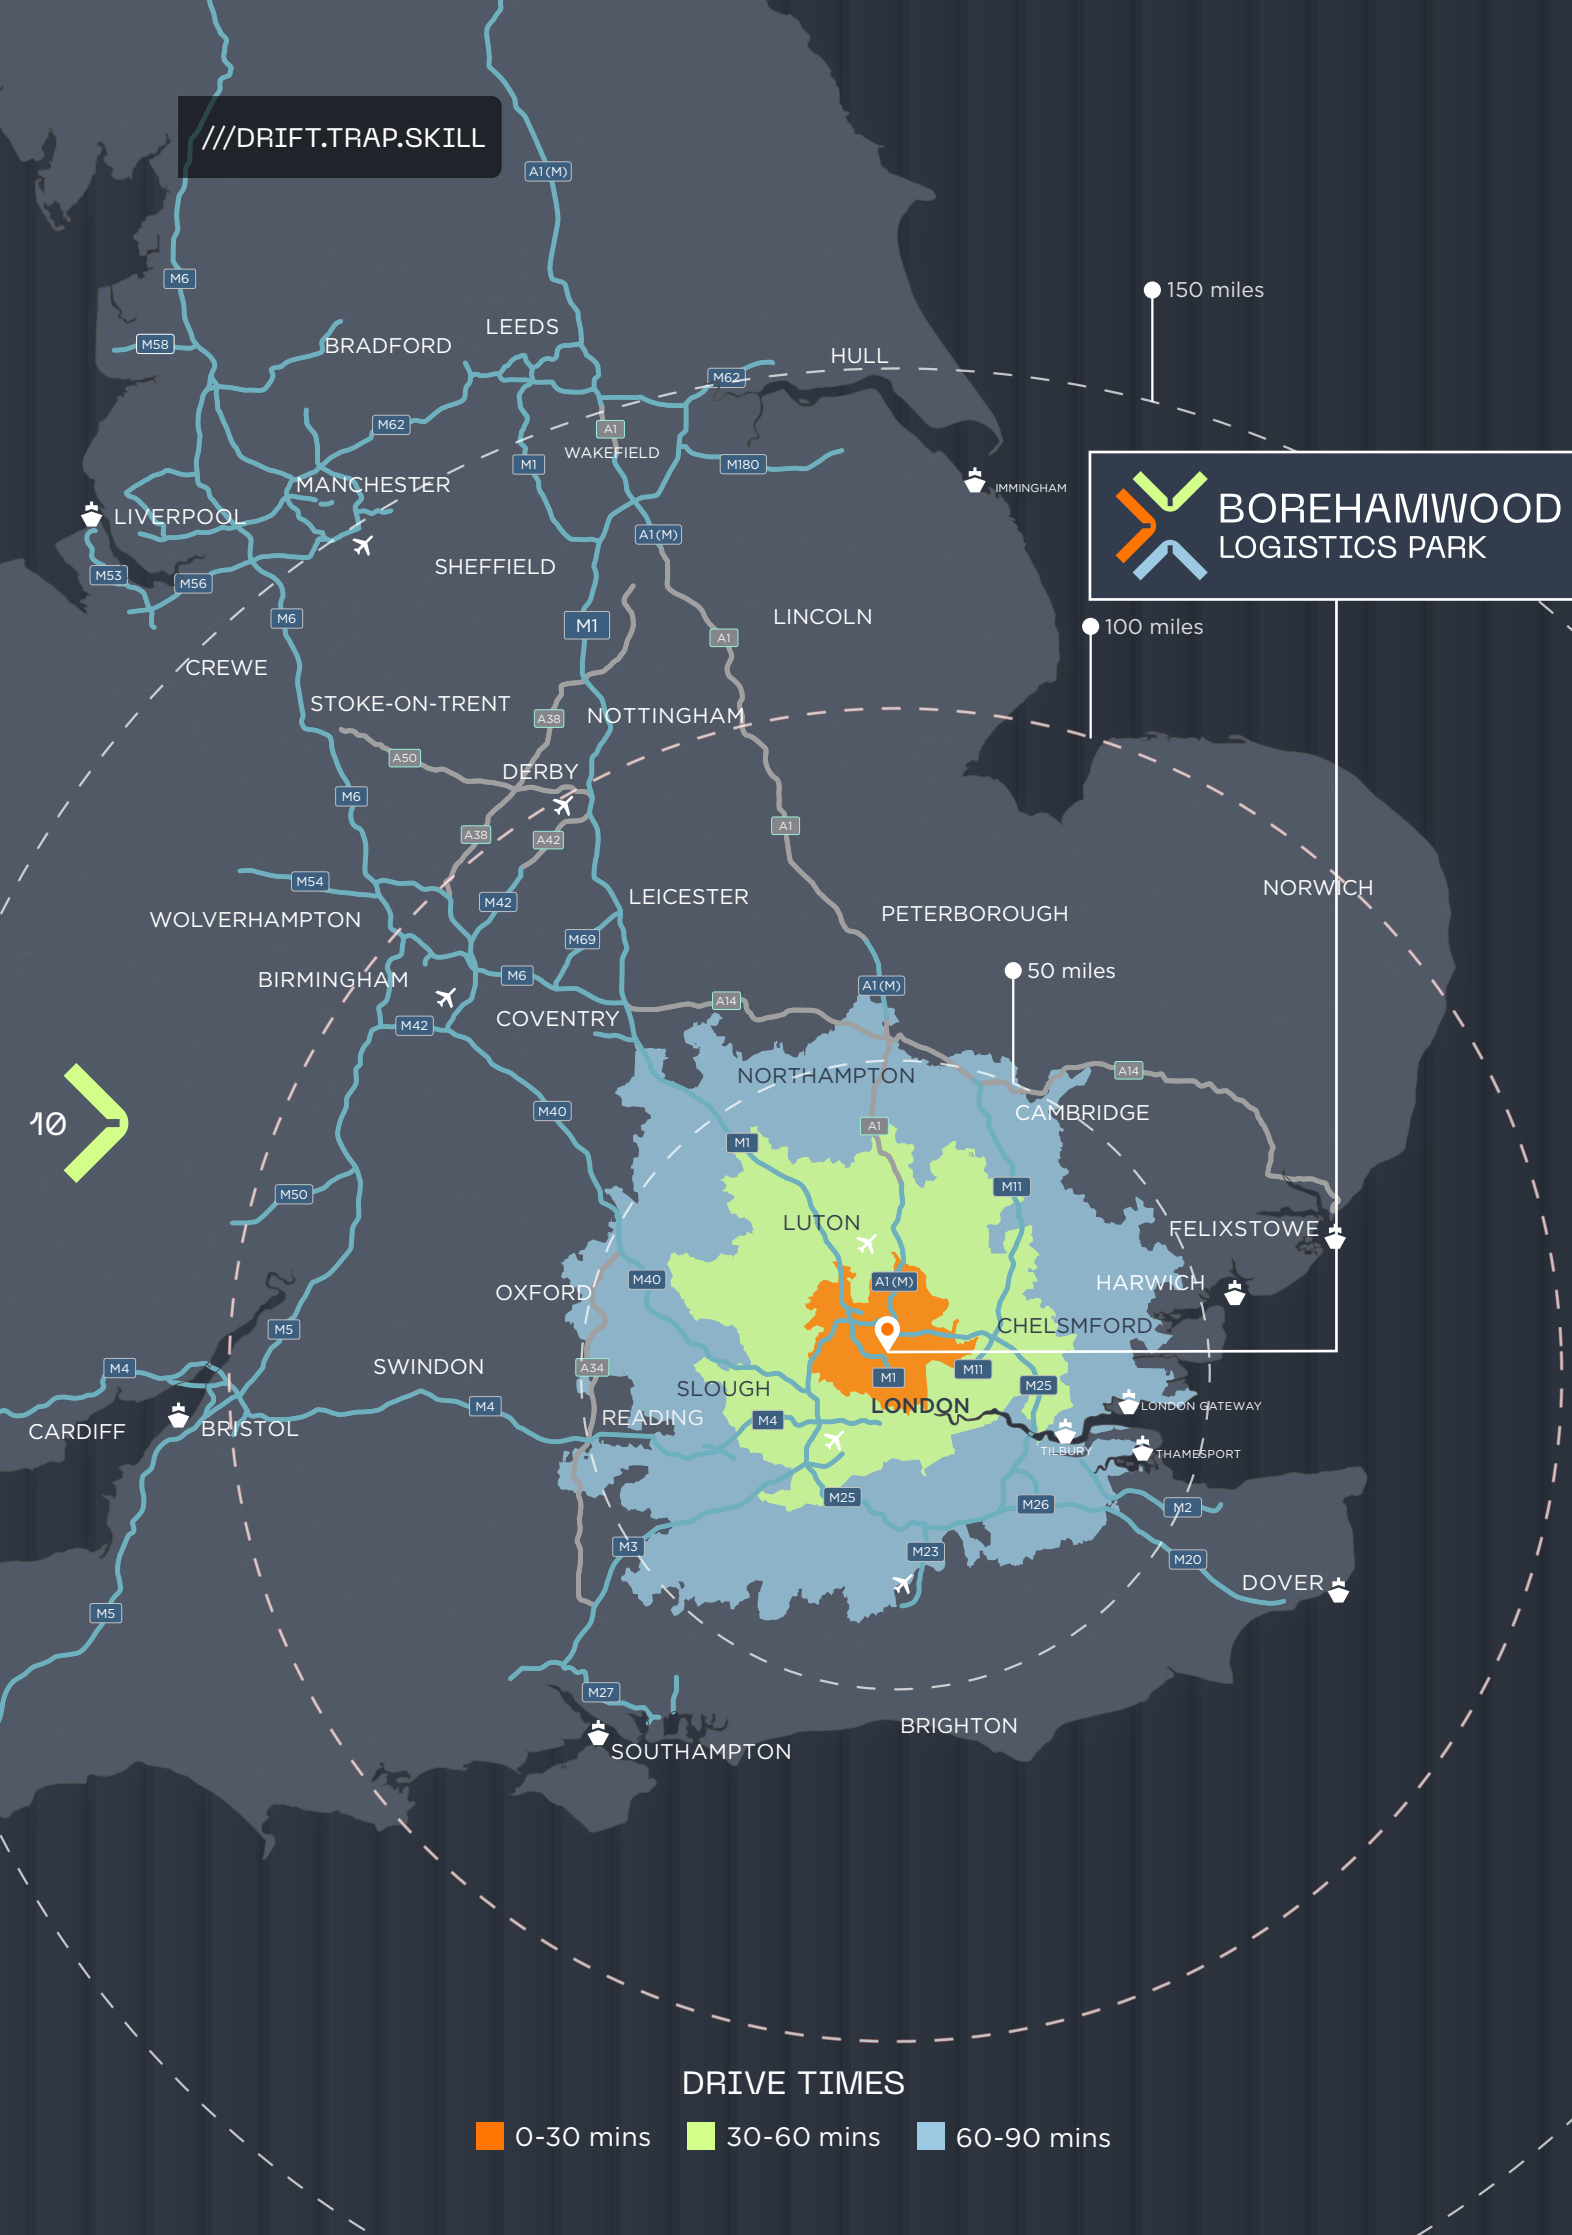 ///DRIFT.TRAP.SKILL
A1(M)
M6
150 miles
LEEDS
M58
BRADFORD
HULL
M62
M62
A1
WAKEFIELD
M1
M180
MANCHESTER
IMMINGHAM
BOREHAMWOOD
LOGISTICS PARK
LIVERPOOL
A1(M)
SHEFFIELD
M53
M56
M6
M1
LINCOLN
100 miles
A1
CREWE
STOKE-ON-TRENT
A38
NOTTINGHAM
A50
DERBY
M6
A38
A42
A1
M54
M42
LEICESTER
NORWICH
WOLVERHAMPTON
PETERBOROUGH
M69
BIRMINGHAM
M6
50 miles
A1(M)
A14
COVENTRY
M42
NORTHAMPTON
A14
M40
CAMBRIDGE
10
A1
M1
M50
M11
LUTON
FELIXSTOWE
M40
A1(M)
HARWICH
OXFORD
M5
CHELSMFORD
M4
SWINDON
A34
M11
M1
SLOUGH
M25
M4
LONDON
LONDON GATEWAY
CARDIFF
BRISTOL
READING
M4
TILBURY
THAMESPORT
M25
M26
M2
M3
M23
M20
DOVER
M5
M27
BRIGHTON
SOUTHAMPTON
DRIVE TIMES
0-30 mins
30-60 mins
60-90 mins